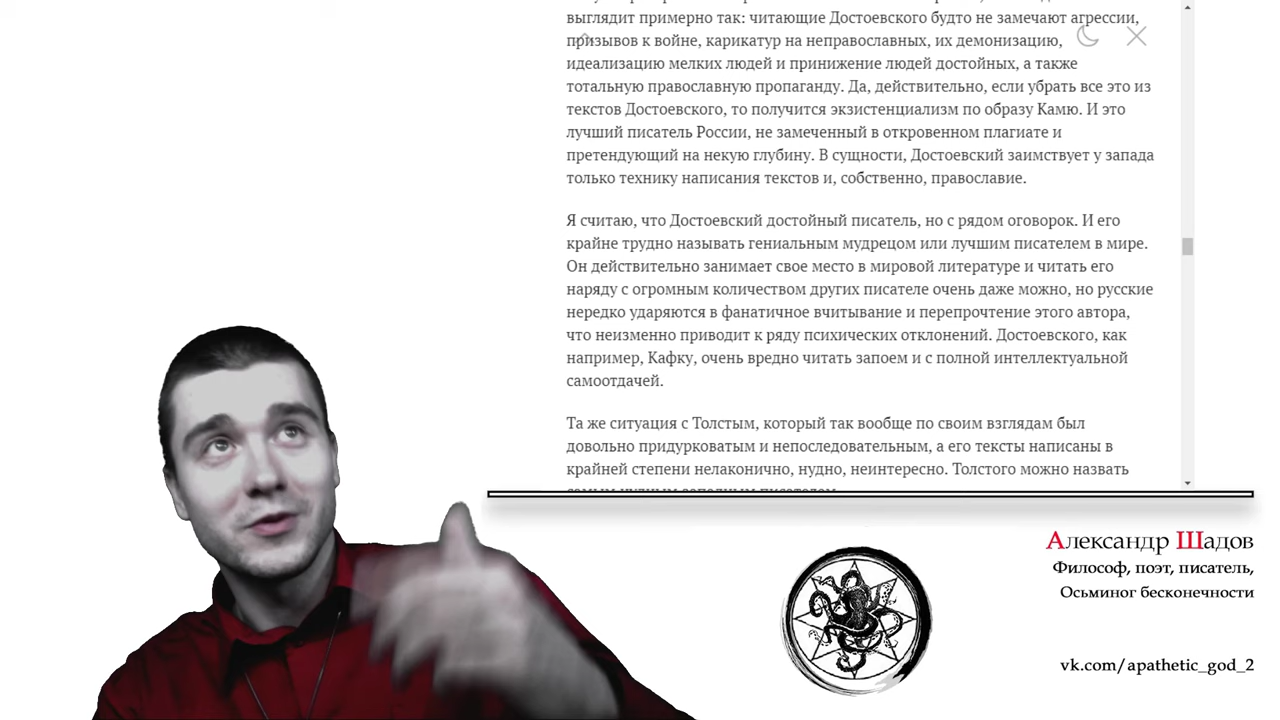 выглядит примерно так: читающие Достоевского будто не замечают агрессии,
призывов к войне, карикатур на неправославных, их демонизацию,
идеализацию мелких людей и принижение людей достойных, а также
тотальную православную пропаганду. Да, действительно, если убрать все это из
текстов Достоевского, то получится экзистенциализм по образу Камю. И это
лучший писатель России, не замеченный в откровенном плагиате и
претендующий на некую глубину. В сущности, Достоевский заимствует у запада
только технику написания текстов и, собственно, православие.
Я считаю, что Достоевский достойный писатель, но с рядом оговорок. И его
крайне трудно называть гениальным мудрецом или лучшим писателем в мире.
Он действительно занимает свое место в мировой литературе и читать его
наряду с огромным количеством других писателе очень даже можно, но русские
нередко ударяются в фанатичное вчитывание и перепрочтение этого автора,
что неизменно приводит к ряду психических отклонений. Достоевского, как
например, Кафку, очень вредно читать запоем и с полной интеллектуальной
самоотдачей.
Та же ситуация с Толстым, который так вообще по своим взглядам был
довольно придурковатым и непоследовательным, а его тексты написаны в
крайней степени нелаконично, нудно, неинтересно. Толстого можно назвать
Александр Шадов
Философ, поэт, писатель,
Осьминог бесконечности
vk.com/apathetic_god_2